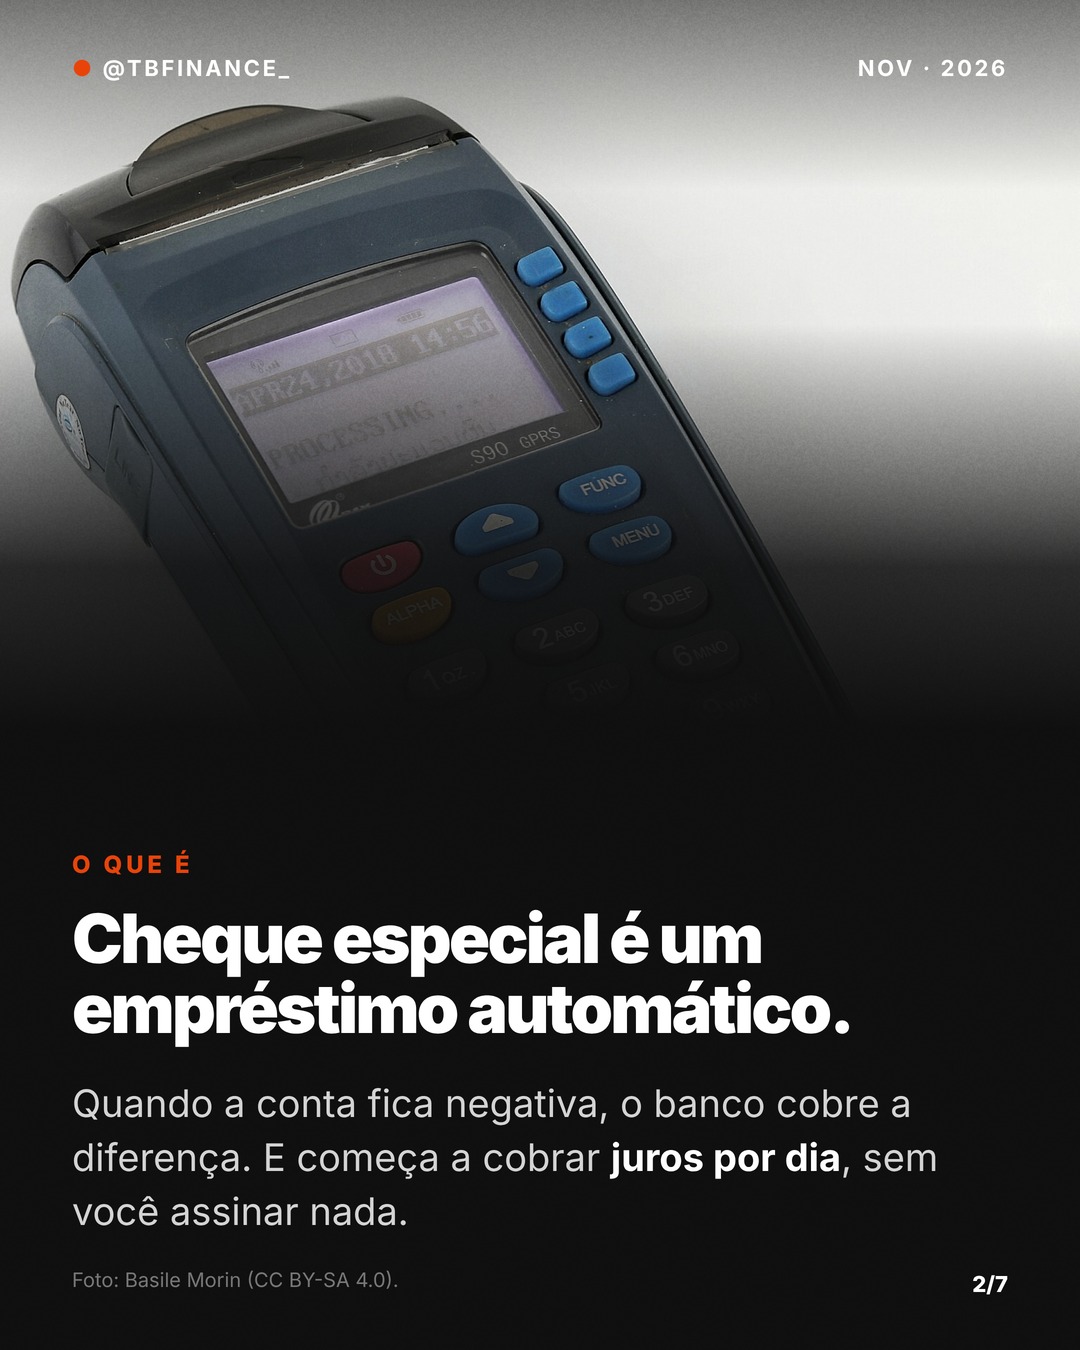 @TBFINANCE_
NOV · 2026
APR24,2018 14:56
PROCESSING....
S90 GPRS
FUNC
MENU
ALPHA
3DEF
2ABC
6MNO
1QZ
5JKL
O QUE É
Cheque especial é um
empréstimo automático.
Quando a conta fica negativa, o banco cobre a
diferença. E começa a cobrar juros por dia, sem
você assinar nada.
Foto: Basile Morin (CC BY-SA 4.0).
2/7